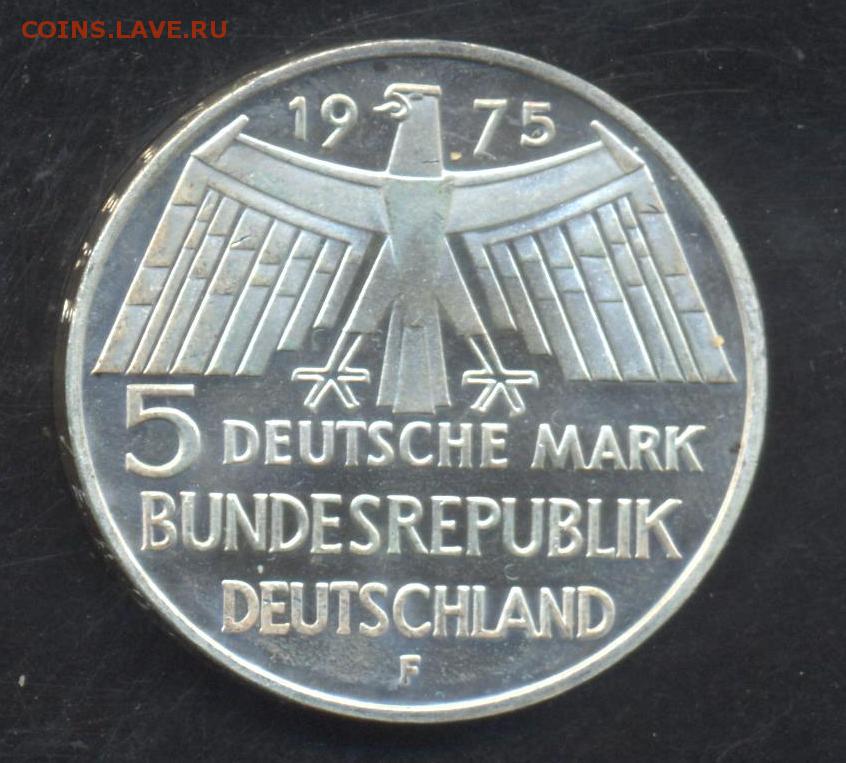 COINS.LAVE.RU
1975
5 DEUTSCHE MARK
BUNDESREPUBLIK
DEUTSCHLAND
F